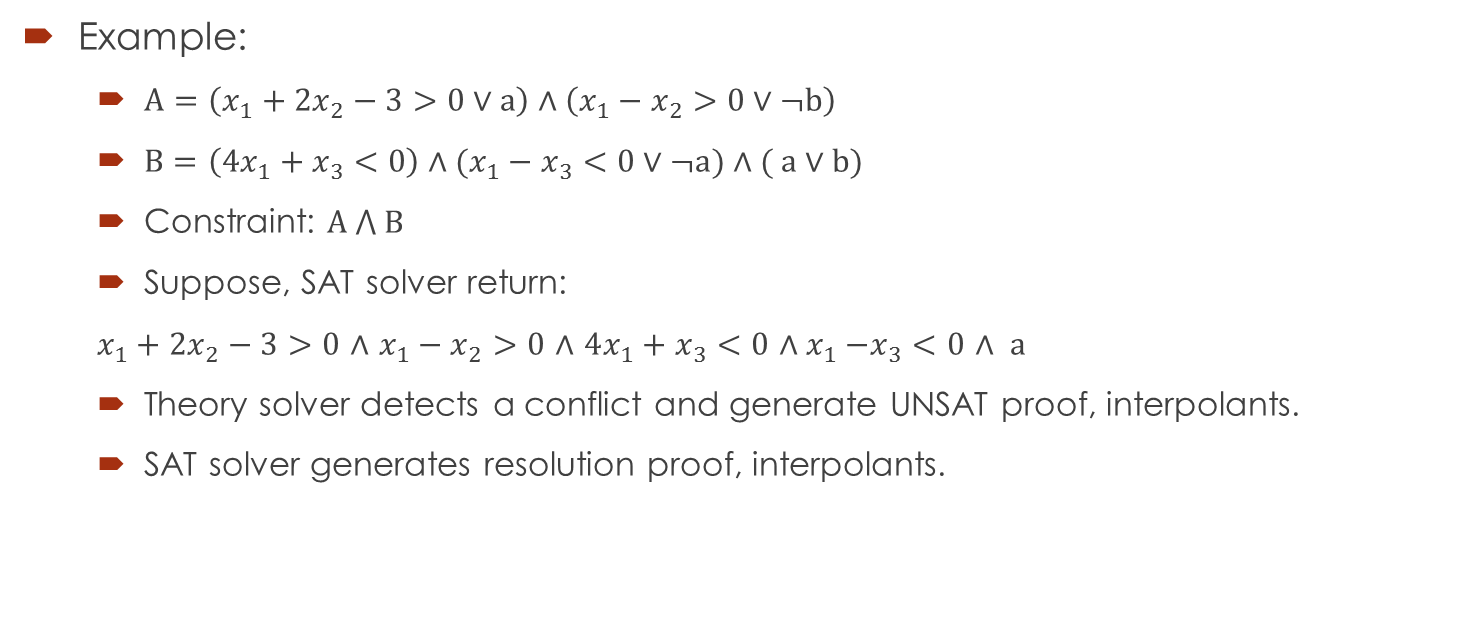 Example:
A = (x₁ + 2x₂ − 3 > 0 ∨ a) ∧ (x₁ − x₂ > 0 ∨ ¬b)
B = (4x₁ + x₃ < 0) ∧ (x₁ − x₃ < 0 ∨ ¬a) ∧ ( a ∨ b)
Constraint: A ⋀ B
Suppose, SAT solver return:
x₁ + 2x₂ − 3 > 0 ∧ x₁ − x₂ > 0 ∧ 4x₁ + x₃ < 0 ∧ x₁ −x₃ < 0 ∧ a
Theory solver detects a conflict and generate UNSAT proof, interpolants.
SAT solver generates resolution proof, interpolants.